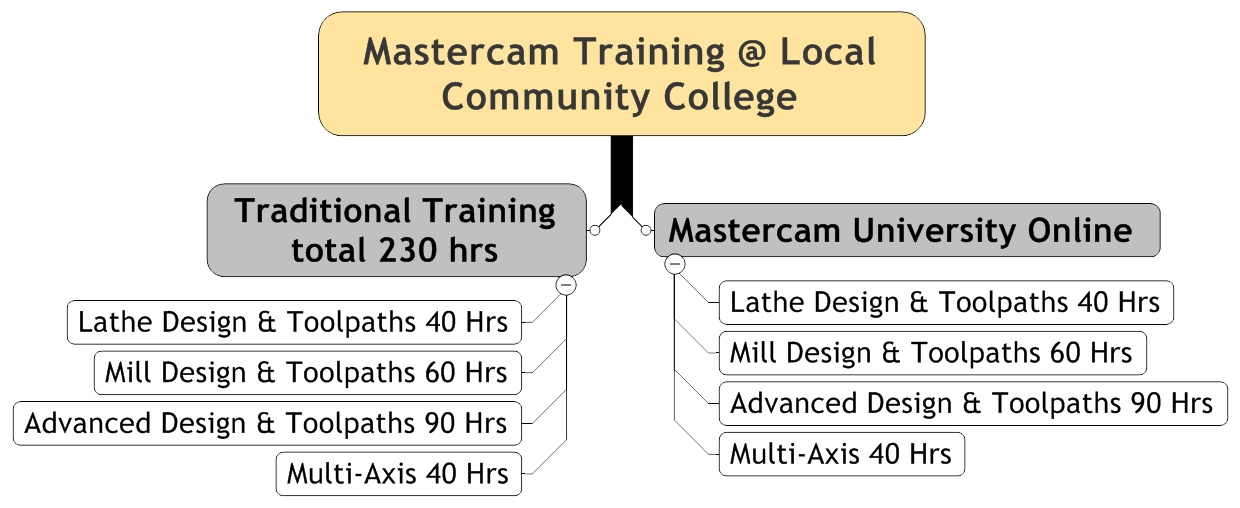 Mastercam Training @ Local
Community College
Traditional Training
total 230 hrs
Lathe Design & Toolpaths 40 Hrs
Mill Design & Toolpaths 60 Hrs
Advanced Design & Toolpaths 90 Hrs
Multi-Axis 40 Hrs
Mastercam University Online
Lathe Design & Toolpaths 40 Hrs
Mill Design & Toolpaths 60 Hrs
Advanced Design & Toolpaths 90 Hrs
Multi-Axis 40 Hrs